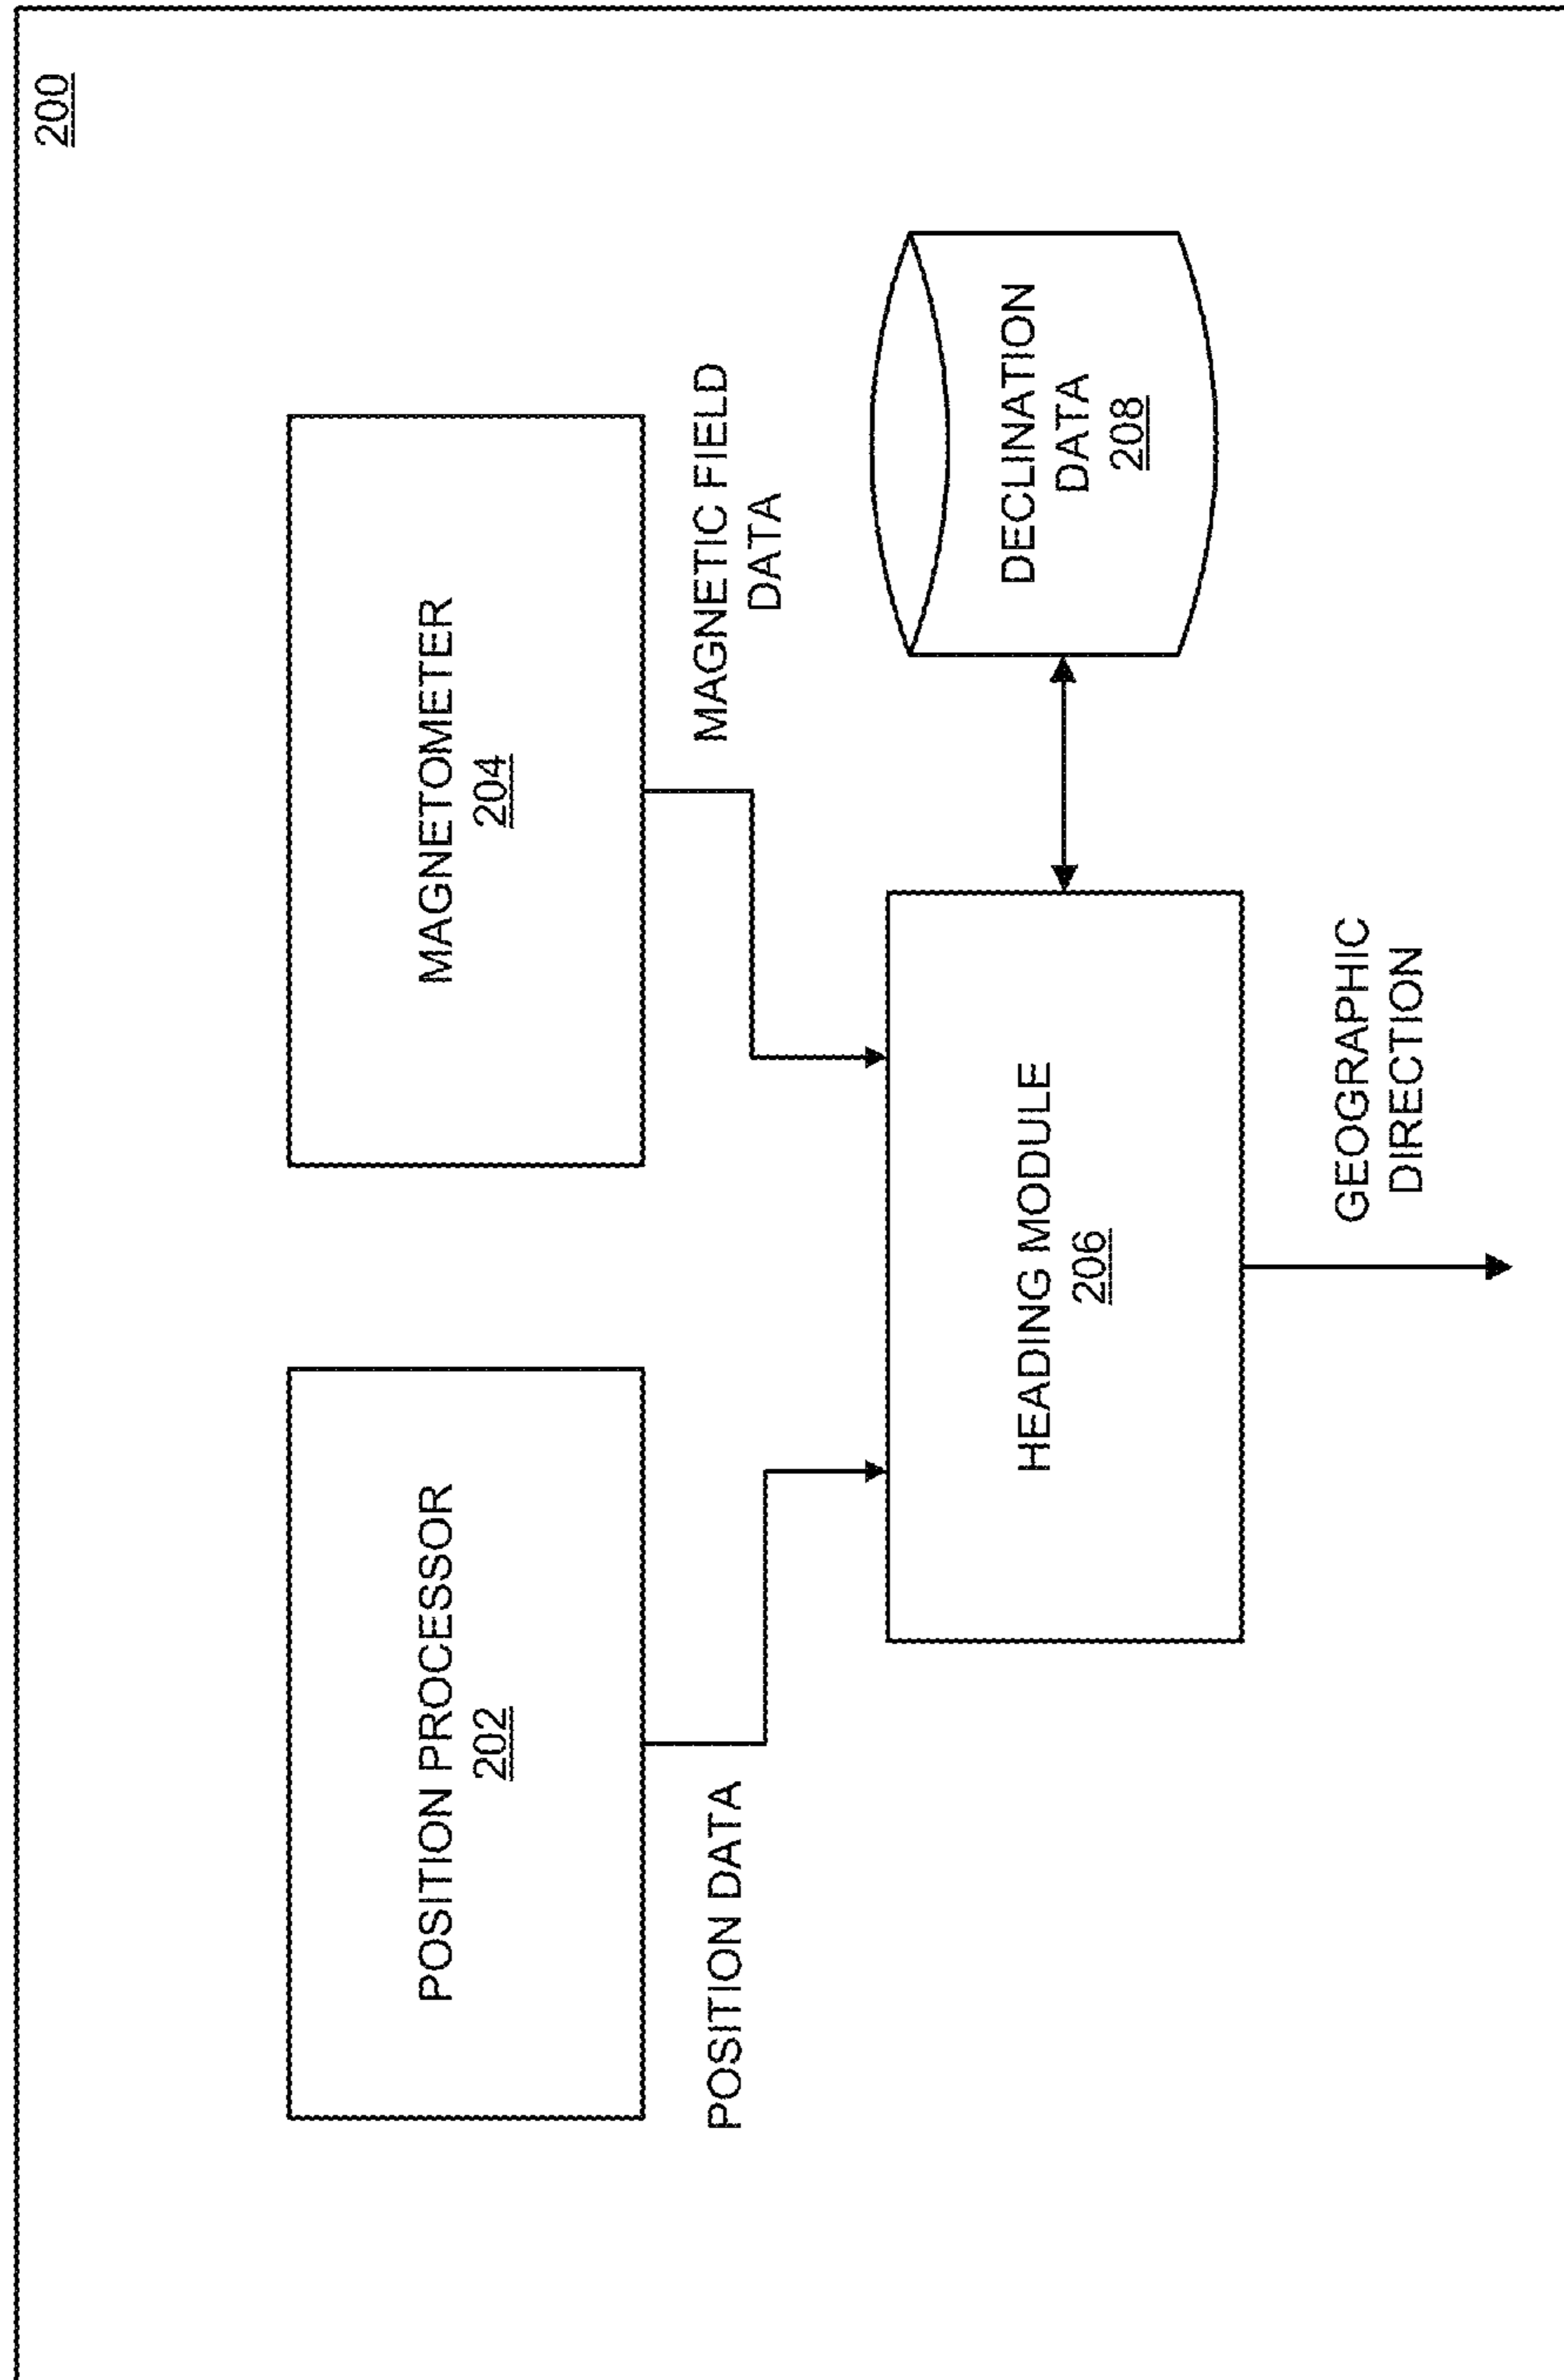 200
POSITION PROCESSOR
202
MAGNETOMETER
204
POSITION DATA
MAGNETIC FIELD
DATA
HEADING MODULE
206
DECLINATION
DATA
208
GEOGRAPHIC
DIRECTION